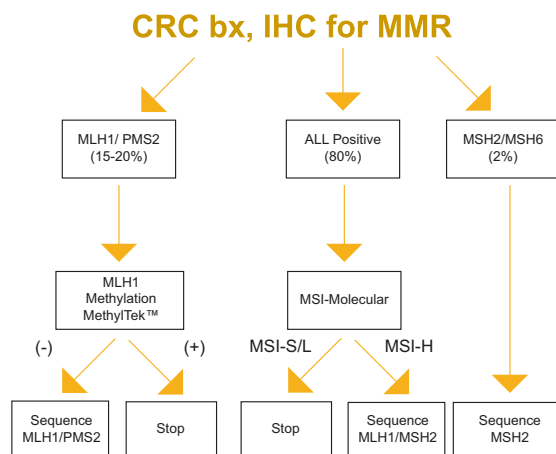 CRC bx, IHC for MMR
MLH1/ PMS2
(15-20%)
ALL Positive
(80%)
MSH2/MSH6
(2%)
MLH1
Methylation
MethylTek™
MSI-Molecular
(-)
(+)
MSI-S/L
MSI-H
Sequence
MLH1/PMS2
Stop
Stop
Sequence
MLH1/MSH2
Sequence
MSH2